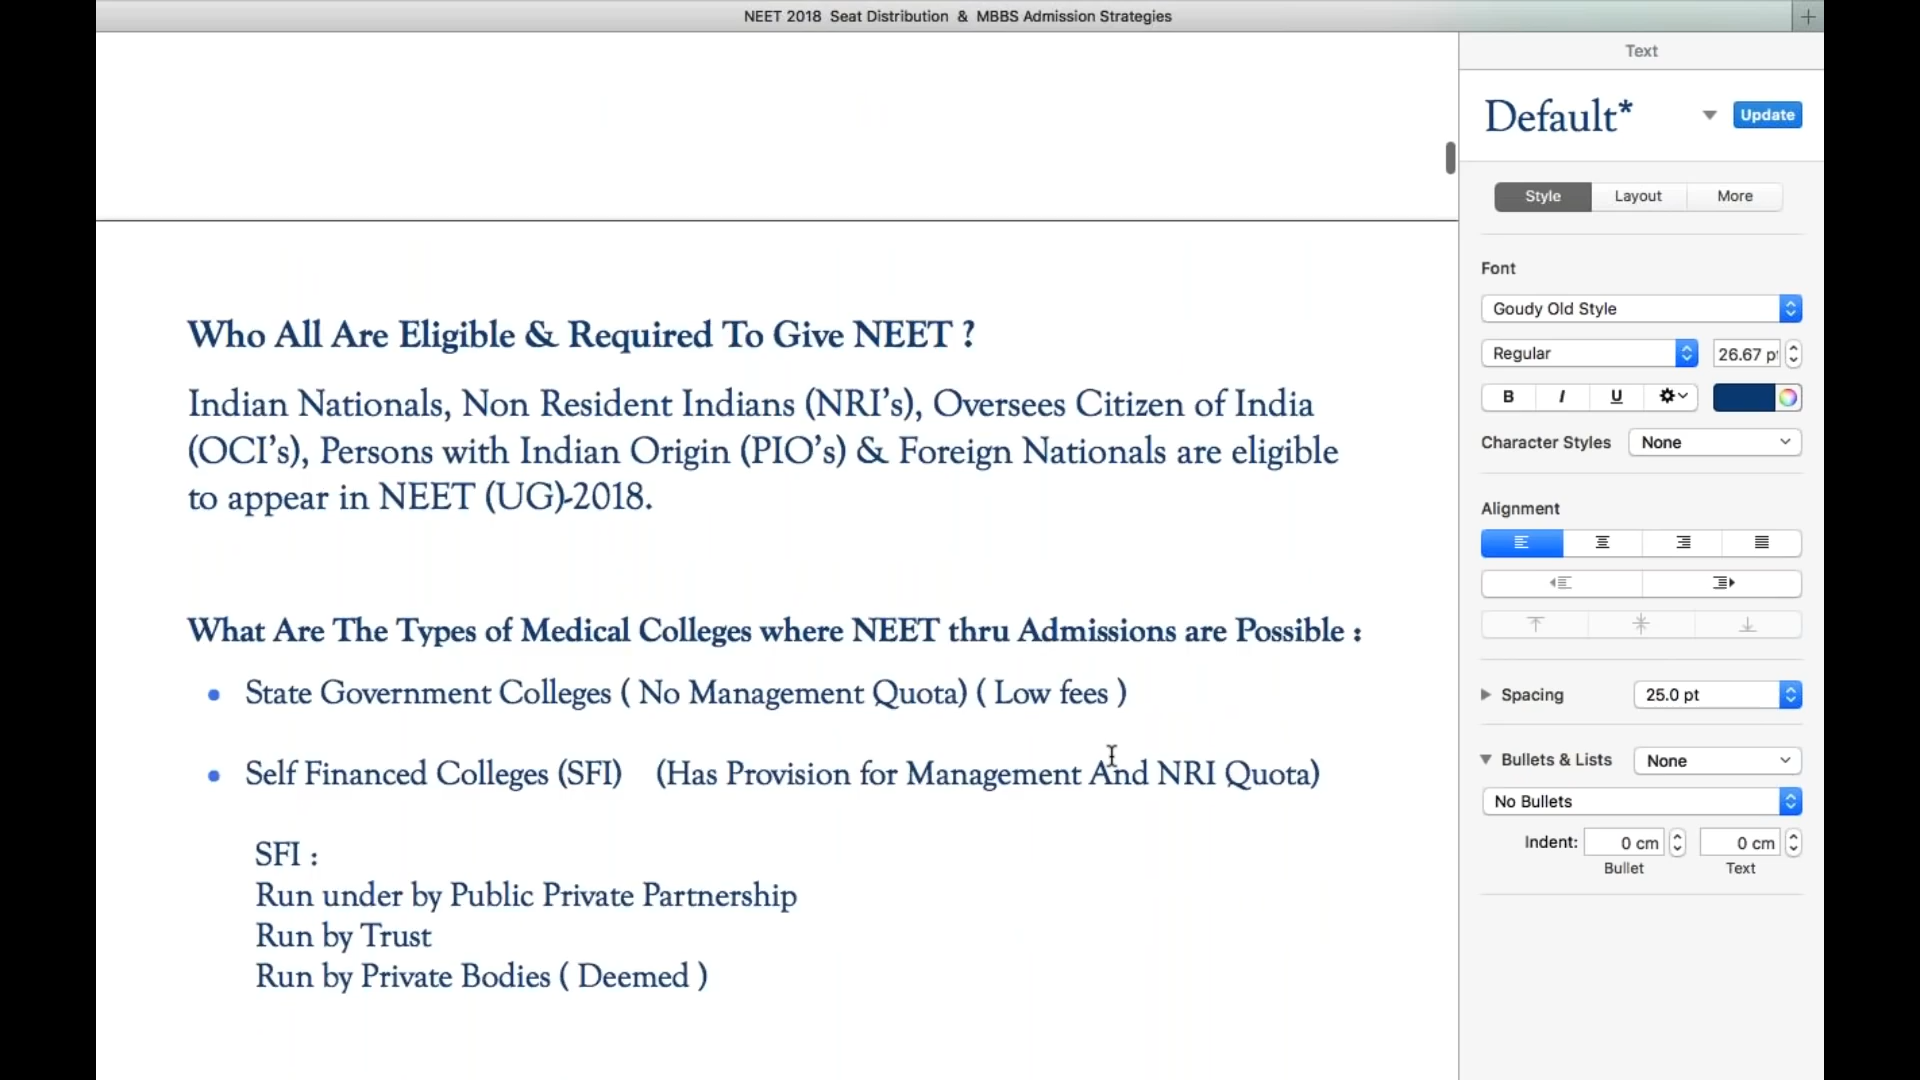 NEET 2018 Seat Distribution & MBBS Admission Strategies
Who All Are Eligible & Required To Give NEET ?
Indian Nationals, Non Resident Indians (NRI's), Oversees Citizen of India
(OCI's), Persons with Indian Origin (PIO's) & Foreign Nationals are eligible
to appear in NEET (UG)-2018.
What Are The Types of Medical Colleges where NEET thru Admissions are Possible :
• State Government Colleges ( No Management Quota) ( Low fees )
• Self Financed Colleges (SFI) (Has Provision for Management And NRI Quota)
SFI :
Run under by Public Private Partnership
Run by Trust
Run by Private Bodies ( Deemed )
Text
Default* Update
Style Layout More
Font
Goudy Old Style
Regular 26.67 p
B I U
Character Styles None
Alignment
Spacing 25.0 pt
Bullets & Lists None
No Bullets
Indent: 0 cm 0 cm
Bullet Text